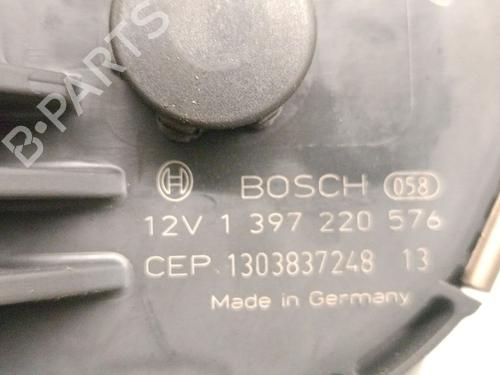 B·PARTS
BOSCH 058
12V 1 397 220 576
CEP 1303837248 13
Made in Germany